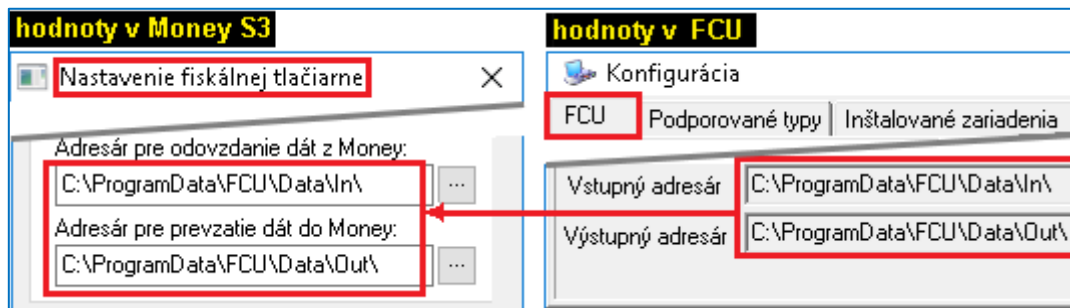 hodnoty v Money S3
Nastavenie fiskálnej tlačiarne
Adresár pre odovzdanie dát z Money:
C:\ProgramData\FCU\Data\In\
...
Adresár pre prevzatie dát do Money:
C:\ProgramData\FCU\Data\Out\
...
hodnoty v FCU
Konfigurácia
FCU Podporované typy Inštalované zariadenia
Vstupný adresár C:\ProgramData\FCU\Data\In\
Výstupný adresár C:\ProgramData\FCU\Data\Out\